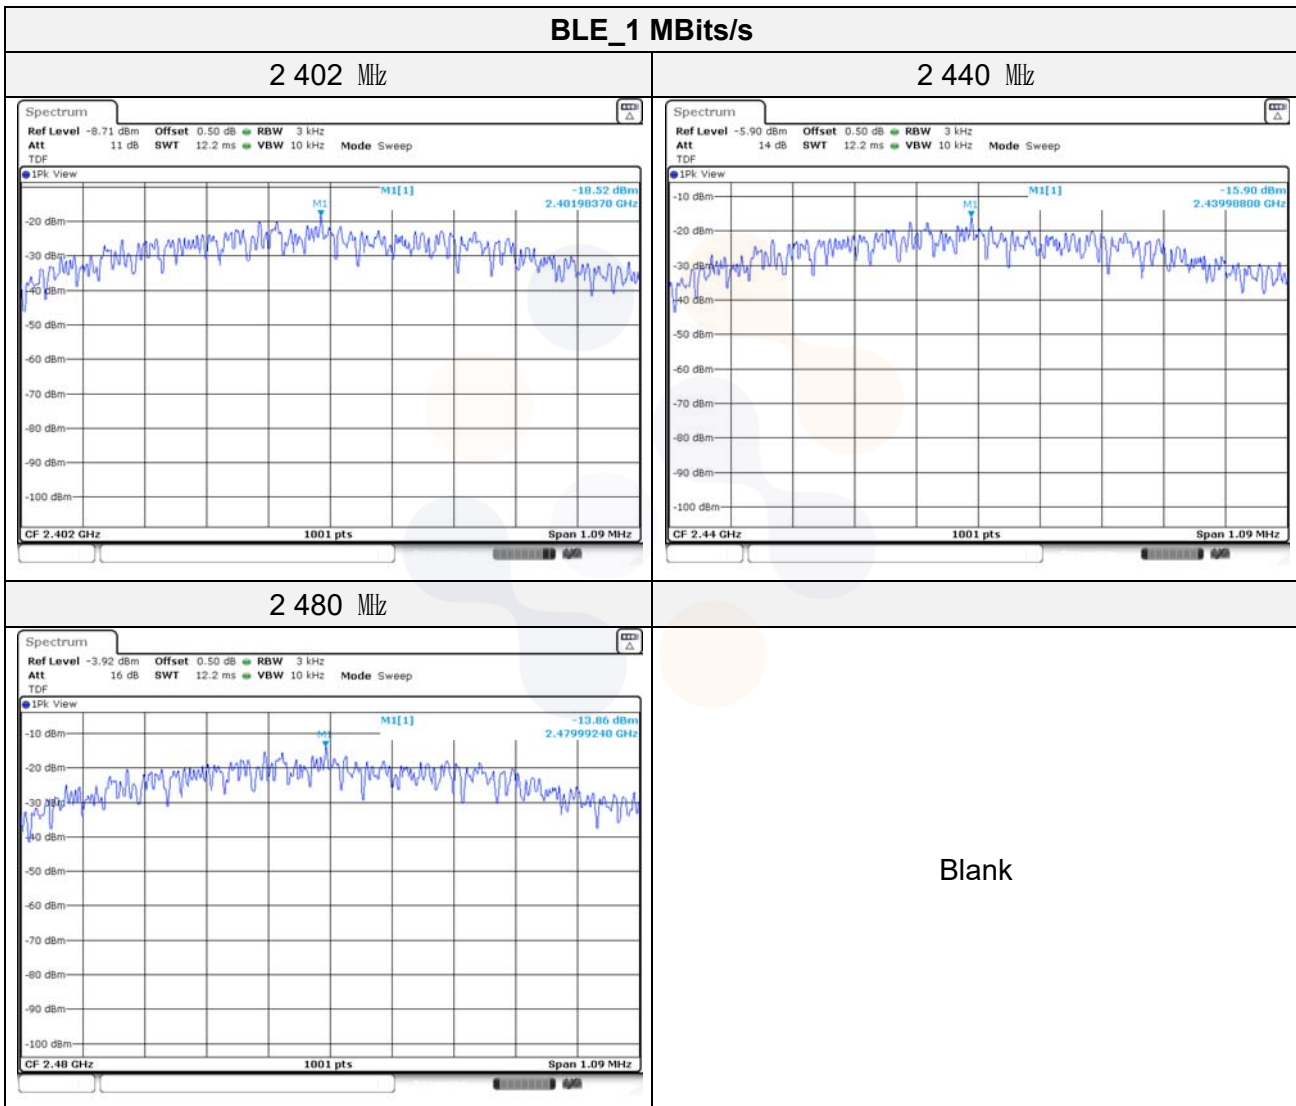 BLE_1 MBits/s
2 402 ㎒
2 440 ㎒
Spectrum
Ref Level -8.71 dBm Offset 0.50 dB RBW 3 kHz
Att 11 dB SWT 12.2 ms VBW 10 kHz Mode Sweep
TDF
1Pk View
M1[1] -18.52 dBm
2.40198370 GHz
M1
-20 dBm
-30 dBm
-40 dBm
-50 dBm
-60 dBm
-70 dBm
-80 dBm
-90 dBm
-100 dBm
CF 2.402 GHz 1001 pts Span 1.09 MHz
Spectrum
Ref Level -5.90 dBm Offset 0.50 dB RBW 3 kHz
Att 14 dB SWT 12.2 ms VBW 10 kHz Mode Sweep
TDF
1Pk View
M1[1] -15.90 dBm
2.43998800 GHz
M1
-10 dBm
-20 dBm
-30 dBm
-40 dBm
-50 dBm
-60 dBm
-70 dBm
-80 dBm
-90 dBm
-100 dBm
CF 2.44 GHz 1001 pts Span 1.09 MHz
2 480 ㎒
Spectrum
Ref Level -3.92 dBm Offset 0.50 dB RBW 3 kHz
Att 16 dB SWT 12.2 ms VBW 10 kHz Mode Sweep
TDF
1Pk View
M1[1] -13.86 dBm
2.47999240 GHz
M1
-10 dBm
-20 dBm
-30 dBm
-40 dBm
-50 dBm
-60 dBm
-70 dBm
-80 dBm
-90 dBm
-100 dBm
CF 2.48 GHz 1001 pts Span 1.09 MHz
Blank